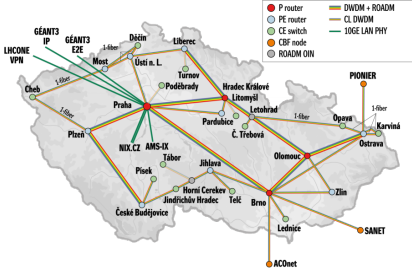 GÉANT3
IP
LHCONE
VPN
GÉANT3
E2E
1-fiber
Děčín
Liberec
P router
PE router
CE switch
CBF node
ROADM OIN
DWDM + ROADM
CL DWDM
10GE LAN PHY
Most
Ústí n. L.
Turnov
1-fiber
Cheb
Poděbrady
Praha
Hradec Králové
Litomyšl
Letohrad
PIONIER
1-fiber
1-fiber
Pardubice
Č. Třebová
Opava
Karviná
Ostrava
1-fiber
Plzeň
NIX.CZ
AMS-IX
Olomouc
Tábor
Jihlava
Písek
Horní Cerekev
Telč
Brno
Zlín
České Budějovice
Jindřichův Hradec
Lednice
SANET
ACOnet